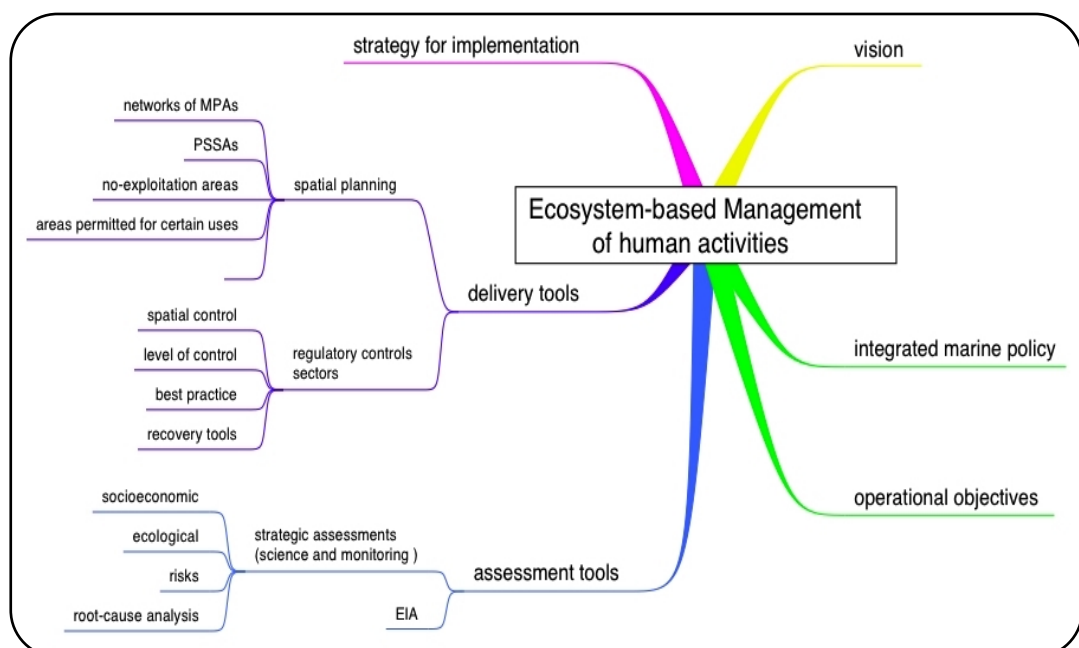 strategy for implementation
vision
networks of MPAs
PSSAs
no-exploitation areas
areas permitted for certain uses
spatial planning
Ecosystem-based Management
of human activities
delivery tools
spatial control
level of control
best practice
recovery tools
regulatory controls
sectors
integrated marine policy
operational objectives
socioeconomic
ecological
risks
root-cause analysis
strategic assessments
(science and monitoring )
EIA
assessment tools